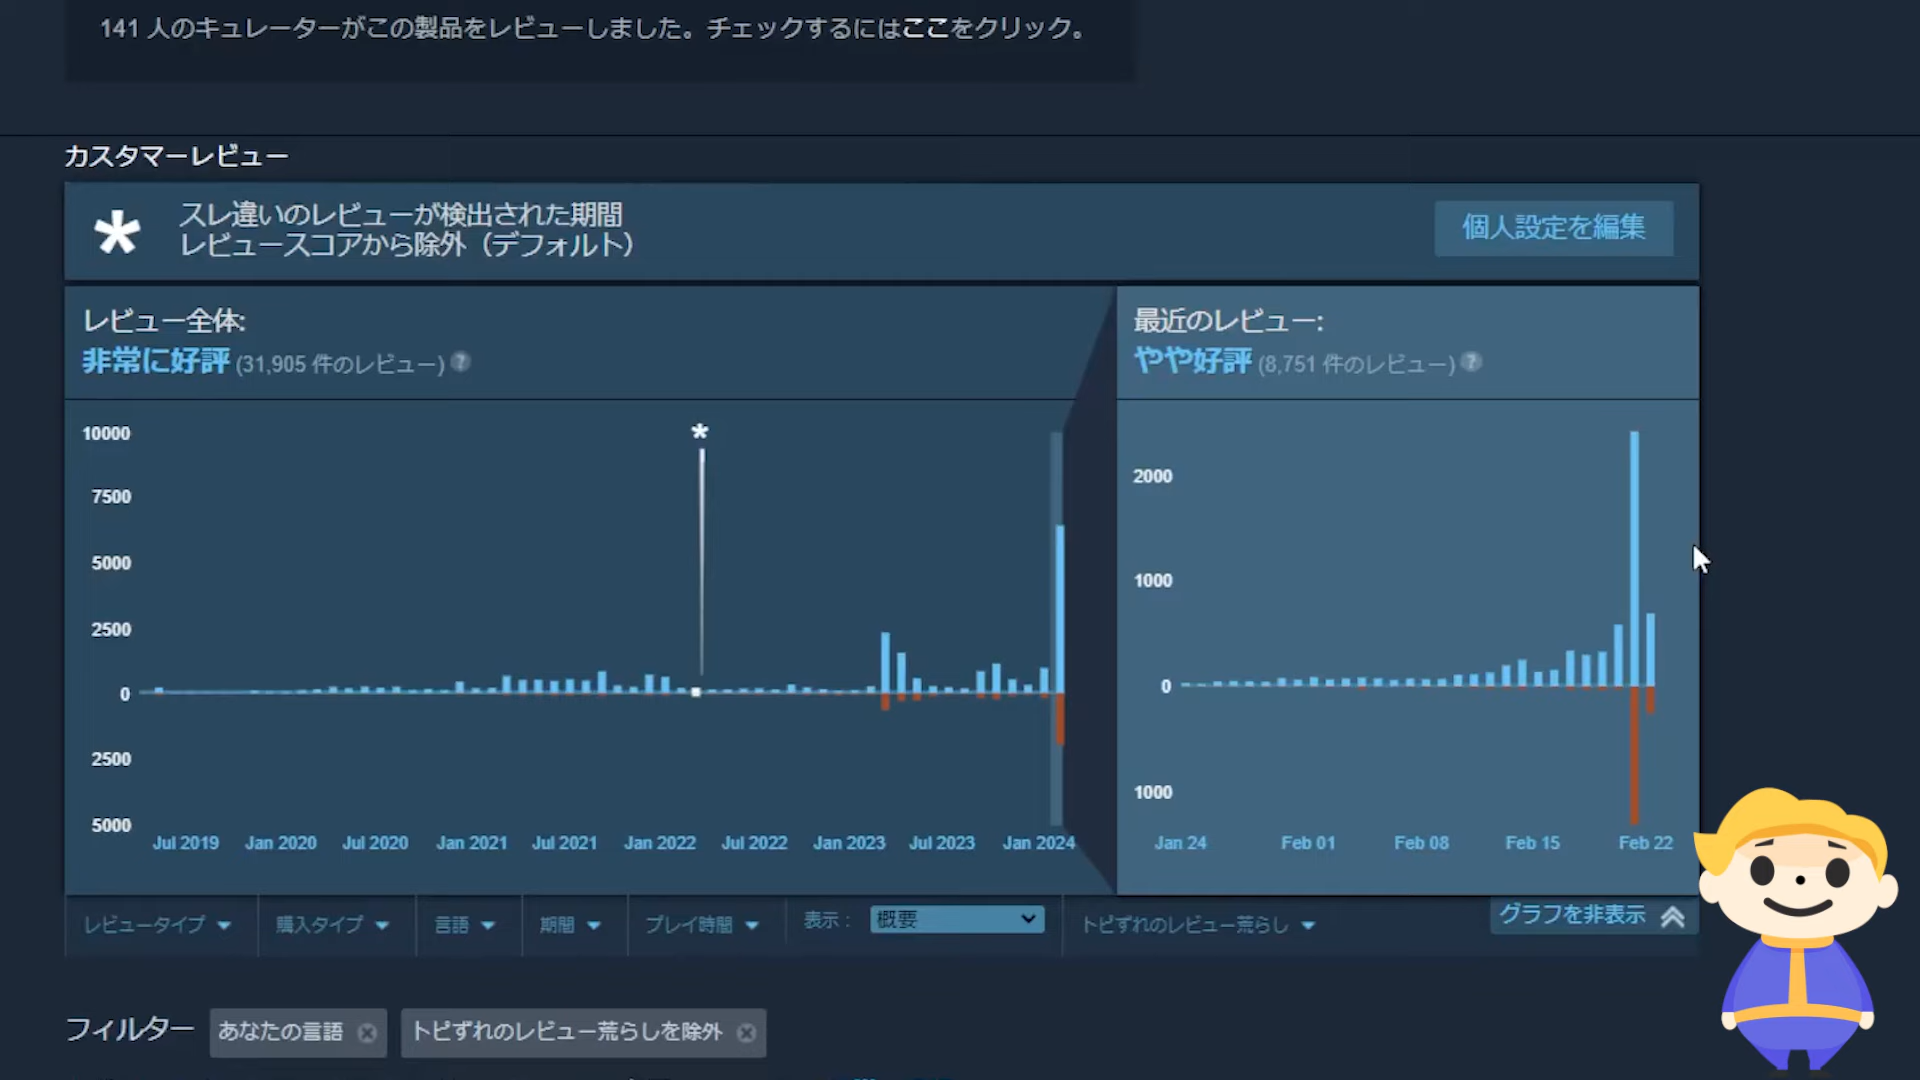 141 人のキュレーターがこの製品をレビューしました。チェックするにはここをクリック。
カスタマーレビュー
*
スレ違いのレビューが検出された期間
レビュースコアから除外（デフォルト）
個人設定を編集
レビュー全体:
非常に好評 (31,905 件のレビュー) ?
最近のレビュー:
やや好評 (8,751 件のレビュー) ?
10000
7500
5000
2500
0
2500
5000
*
Jul 2019 Jan 2020 Jul 2020 Jan 2021 Jul 2021 Jan 2022 Jul 2022 Jan 2023 Jul 2023 Jan 2024
2000
1000
0
1000
Jan 24 Feb 01 Feb 08 Feb 15 Feb 22
レビュータイプ 購入タイプ 言語 期間 プレイ時間 表示： 概要 トピずれのレビュー荒らし
グラフを非表示
フィルター あなたの言語 トピずれのレビュー荒らしを除外